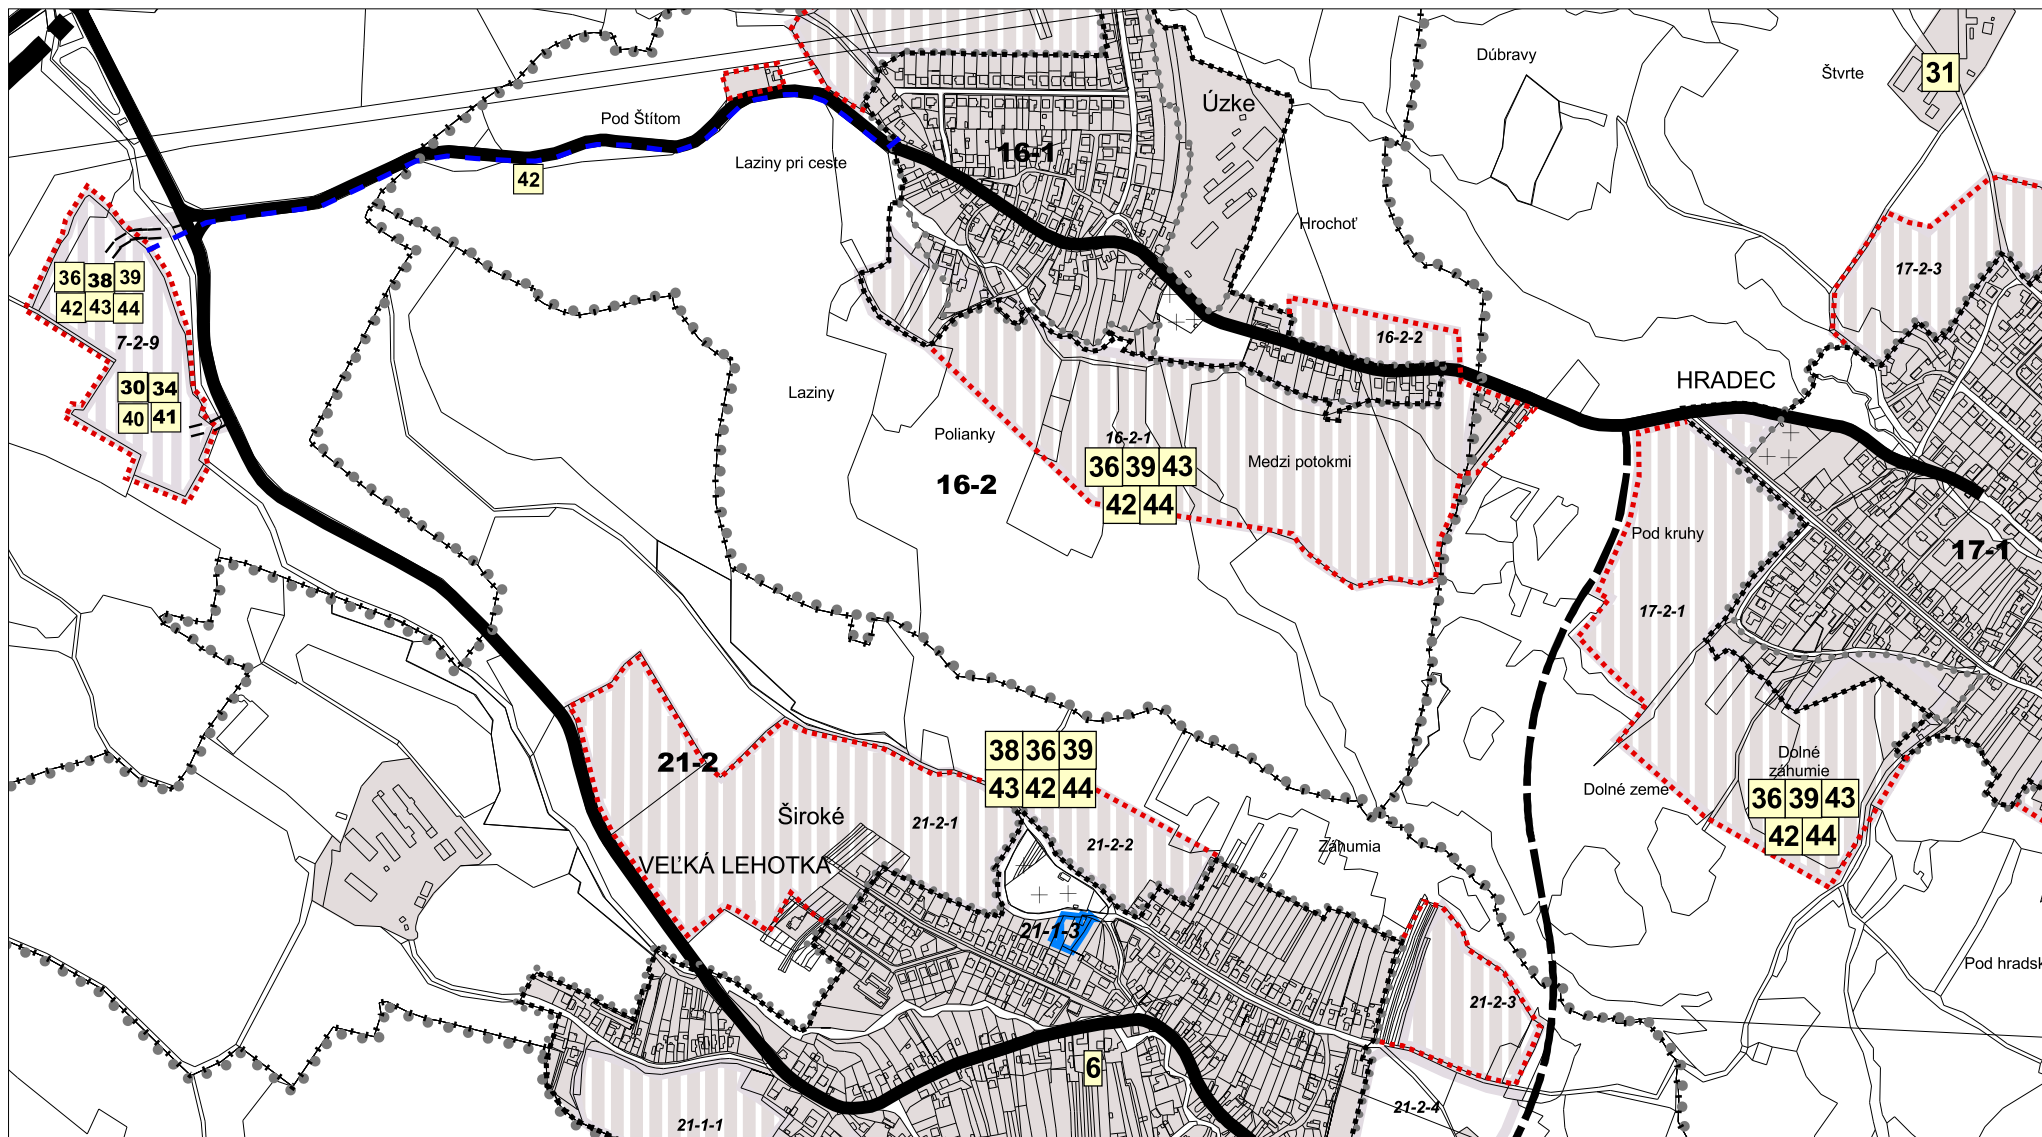 Dúbravy
Štvrte
31
Úzke
Pod Štítom
16-1
Laziny pri ceste
42
Hrochoť
17-2-3
36 38 39
42 43 44
7-2-9
16-2-2
HRADEC
30 34
40 41
Laziny
Polianky
16-2-1
Medzi potokmi
36 39 43
42 44
16-2
Pod kruhy
17-1
17-2-1
38 36 39
43 42 44
21-2
Dolné
záhumie
Dolné zeme
36 39 43
42 44
Široké
21-2-1
21-2-2
Záhumia
VEĽKÁ LEHOTKA
21-1-3
Pod hradsk
21-2-3
6
21-2-4
21-1-1